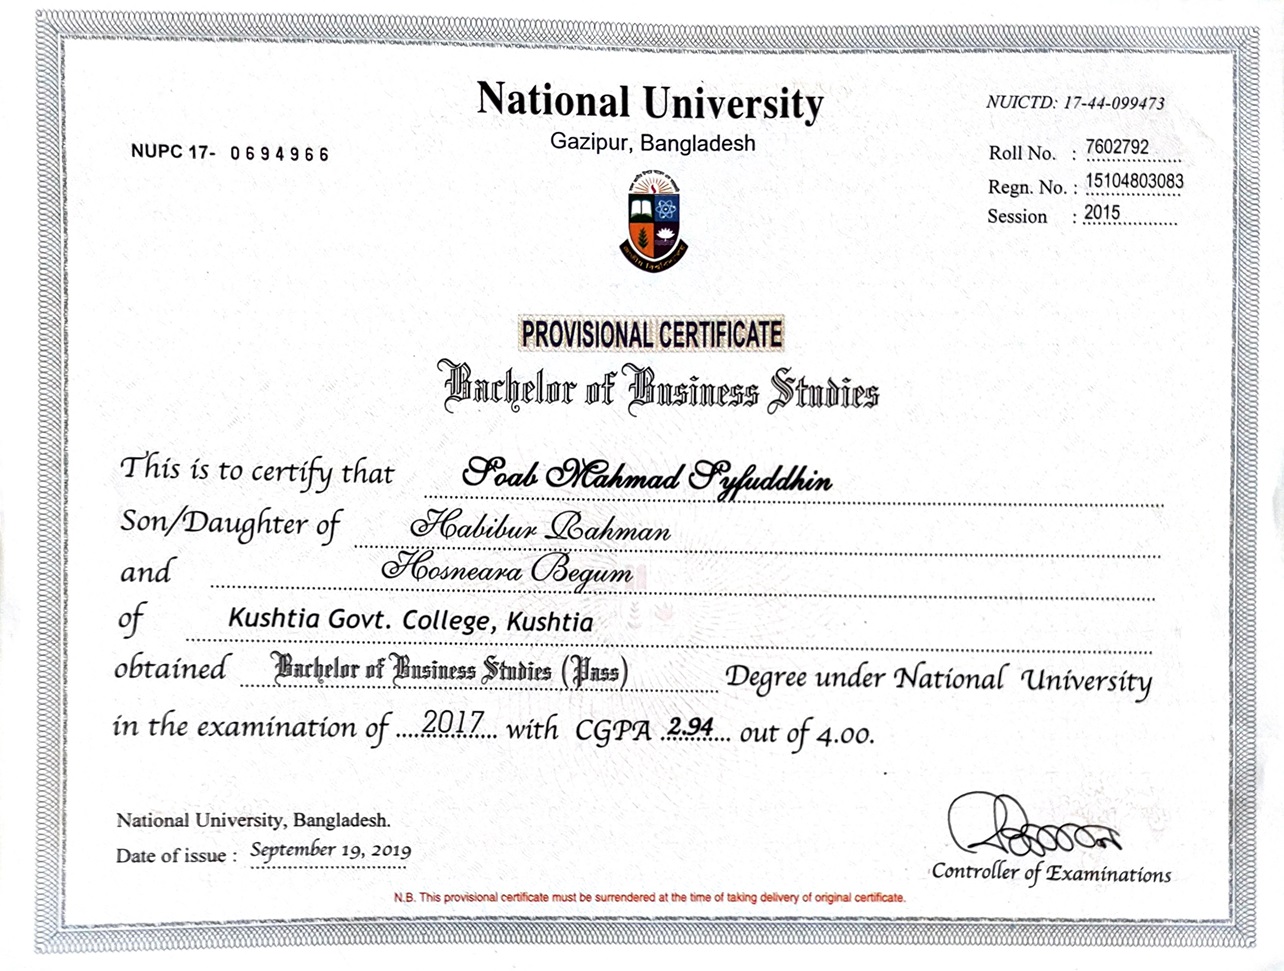 National University
Gazipur, Bangladesh
NUPC 17- 0694966
NUICTD: 17-44-099473
Roll No. : 7602792
Regn. No. : 15104803083
Session : 2015
PROVISIONAL CERTIFICATE
Bachelor of Business Studies
This is to certify that Soab Mahmad Syfuddhin
Son/Daughter of Habibur Rahman
and Hosneara Begum
of Kushtia Govt. College, Kushtia
obtained Bachelor of Business Studies (Pass) Degree under National University
in the examination of ....2017... with CGPA .2.94... out of 4.00.
National University, Bangladesh.
Date of issue : September 19, 2019
Controller of Examinations
N.B. This provisional certificate must be surrendered at the time of taking delivery of original certificate.